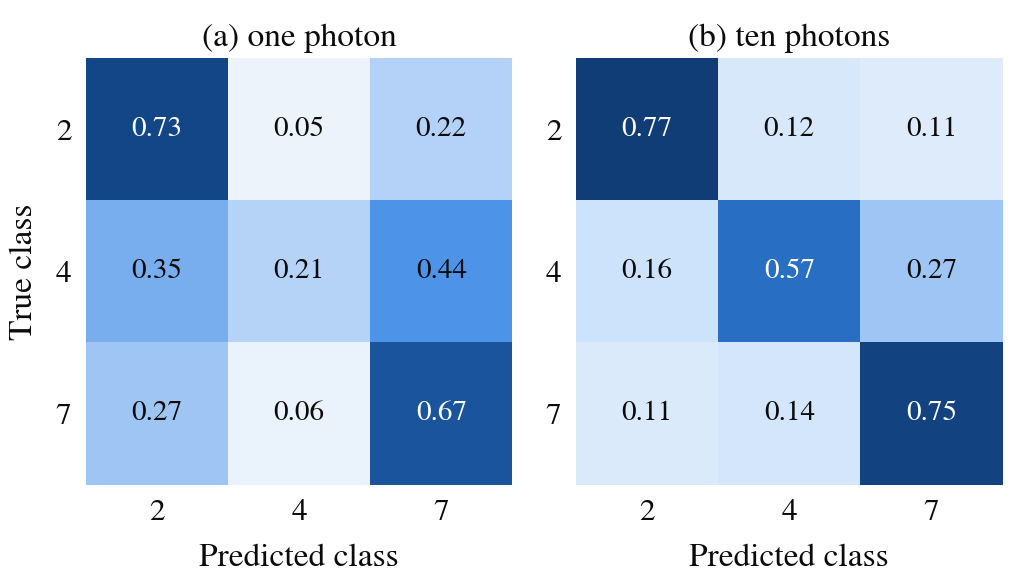 (a) one photon
True class
2 0.73 0.05 0.22
4 0.35 0.21 0.44
7 0.27 0.06 0.67
2 4 7
Predicted class
(b) ten photons
2 0.77 0.12 0.11
4 0.16 0.57 0.27
7 0.11 0.14 0.75
2 4 7
Predicted class